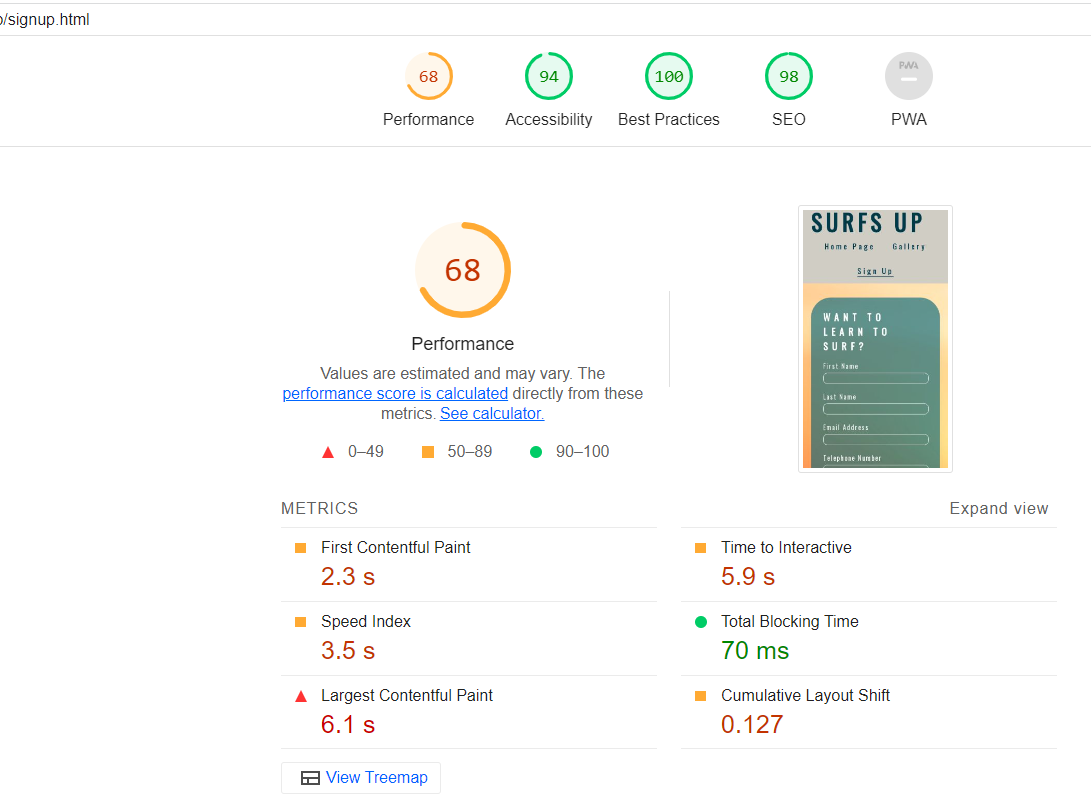 o/signup.html
68
94
100
98
PWA
Performance
Accessibility
Best Practices
SEO
PWA
68
Performance
Values are estimated and may vary. The
performance score is calculated directly from these
metrics. See calculator.
0–49
50–89
90–100
SURFS UP
Home Page Gallery
Sign Up
WANT TO
LEARN TO
SURF?
First Name
Last Name
Email Address
Telephone Number
METRICS
Expand view
First Contentful Paint
2.3 s
Time to Interactive
5.9 s
Speed Index
3.5 s
Total Blocking Time
70 ms
Largest Contentful Paint
6.1 s
Cumulative Layout Shift
0.127
View Treemap